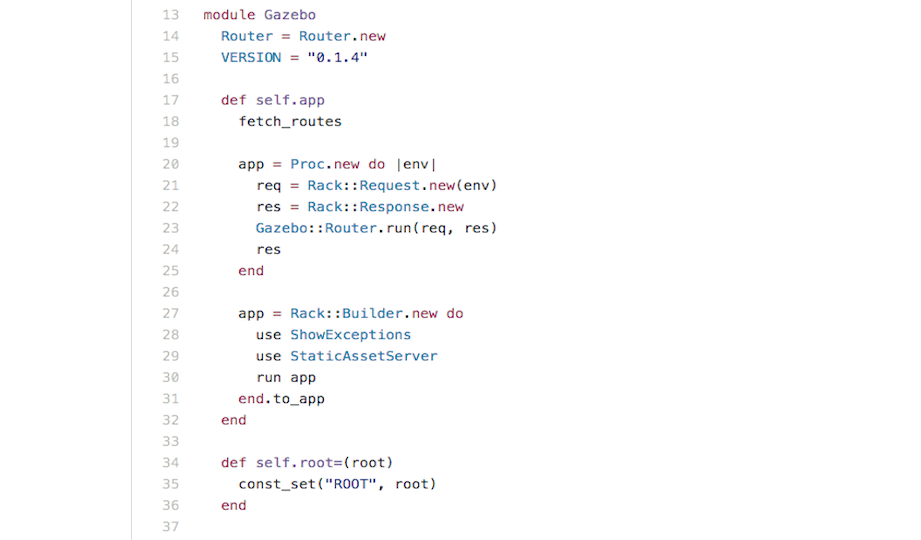 13 module Gazebo
14 Router = Router.new
15 VERSION = "0.1.4"
16
17 def self.app
18 fetch_routes
19
20 app = Proc.new do |env|
21 req = Rack::Request.new(env)
22 res = Rack::Response.new
23 Gazebo::Router.run(req, res)
24 res
25 end
26
27 app = Rack::Builder.new do
28 use ShowExceptions
29 use StaticAssetServer
30 run app
31 end.to_app
32 end
33
34 def self.root=(root)
35 const_set("ROOT", root)
36 end
37